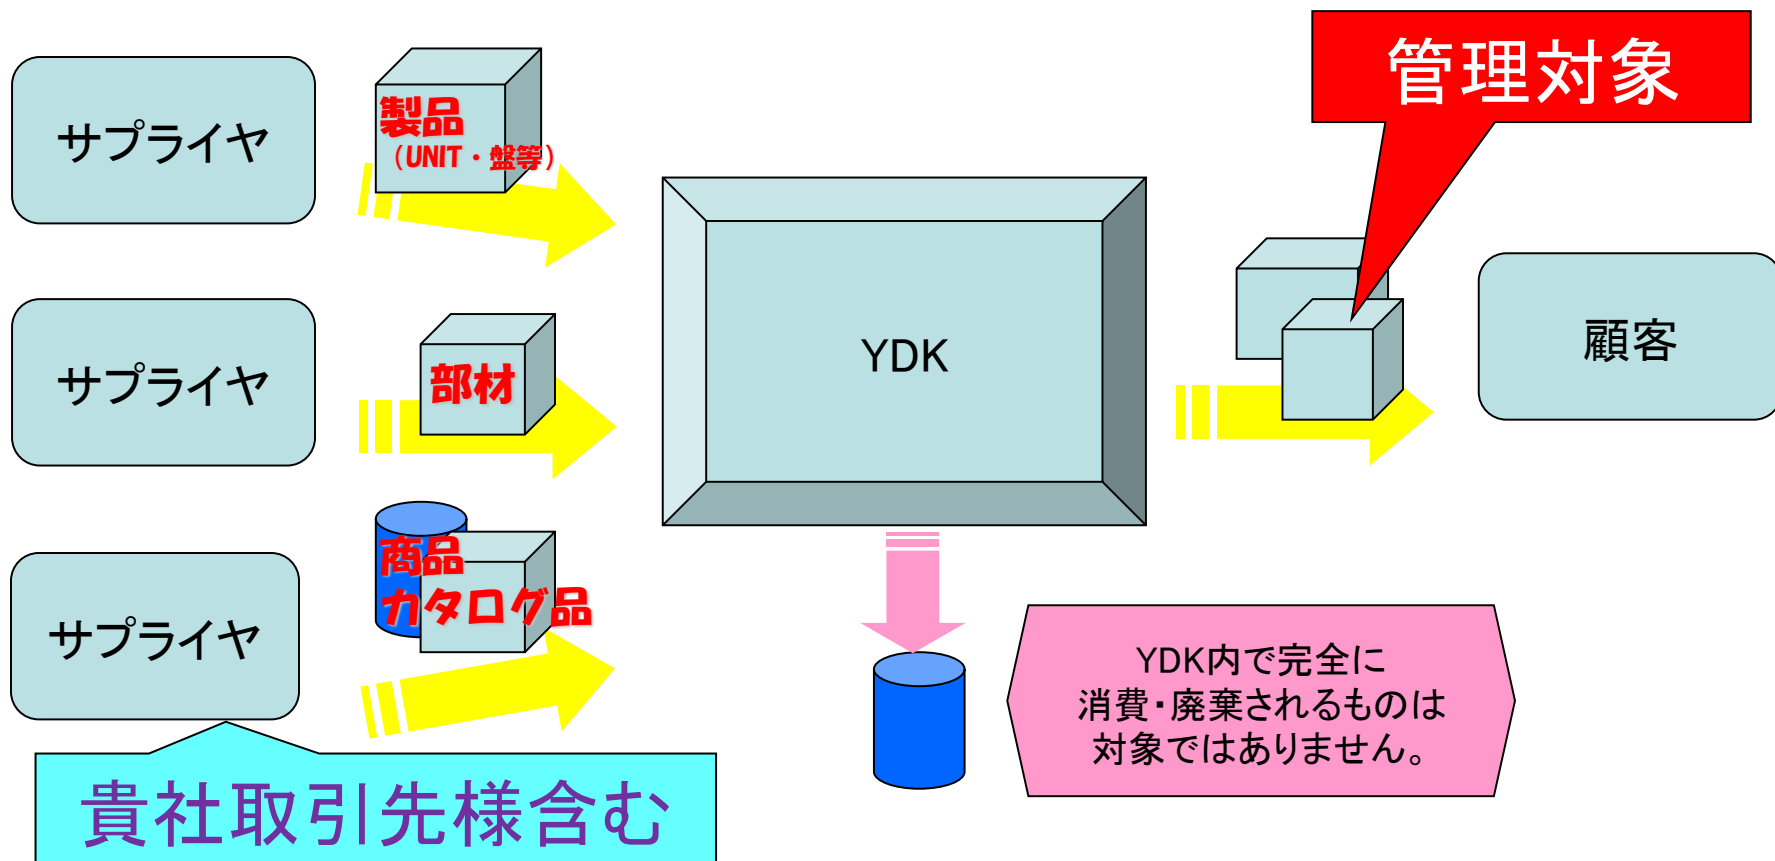 管理対象
サプライヤ
製品
（UNIT・盤等）
サプライヤ
部材
YDK
顧客
サプライヤ
商品
カタログ品
YDK内で完全に
消費・廃棄されるものは
対象ではありません。
貴社取引先様含む